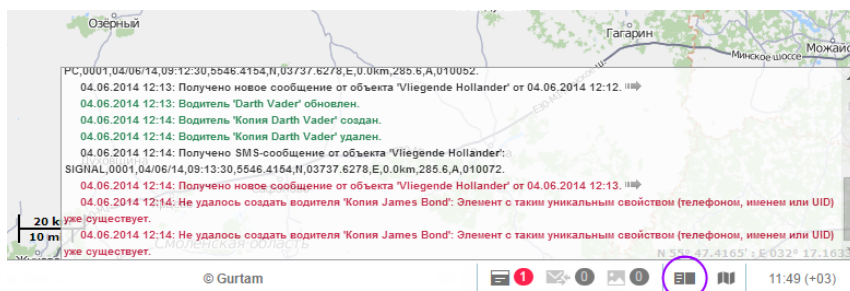 Озёрный
Гагарин
Можайс
Минское шоссе
PC,0001,04/06/14,09:12:30,5546.4154,N,03737.6278,E,0.0km,285.6,A,010052.
04.06.2014 12:13: Получено новое сообщение от объекта 'Vliegende Hollander' от 04.06.2014 12:12.
04.06.2014 12:13: Водитель 'Darth Vader' обновлен.
04.06.2014 12:14: Водитель 'Копия Darth Vader' создан.
04.06.2014 12:14: Водитель 'Копия Darth Vader' удален.
04.06.2014 12:14: Получено SMS-сообщение от объекта 'Vliegende Hollander':
SIGNAL,0001,04/06/14,09:13:30,5546.4154,N,03737.6278,E,0.0km,285.6,A,010072.
04.06.2014 12:14: Получено новое сообщение от объекта 'Vliegende Hollander' от 04.06.2014 12:13.
04.06.2014 12:14: Не удалось создать водителя 'Копия James Bond': Элемент с таким уникальным свойством (телефоном, именем или UID)
уже существует.
04.06.2014 12:14: Не удалось создать водителя 'Копия James Bond': Элемент с таким уникальным свойством (телефоном, именем или UID)
уже существует.
20 k
10 m
Смоленская область
N 55° 47.4165' : E 032° 17.1633
© Gurtam
1
0
0
11:49 (+03)